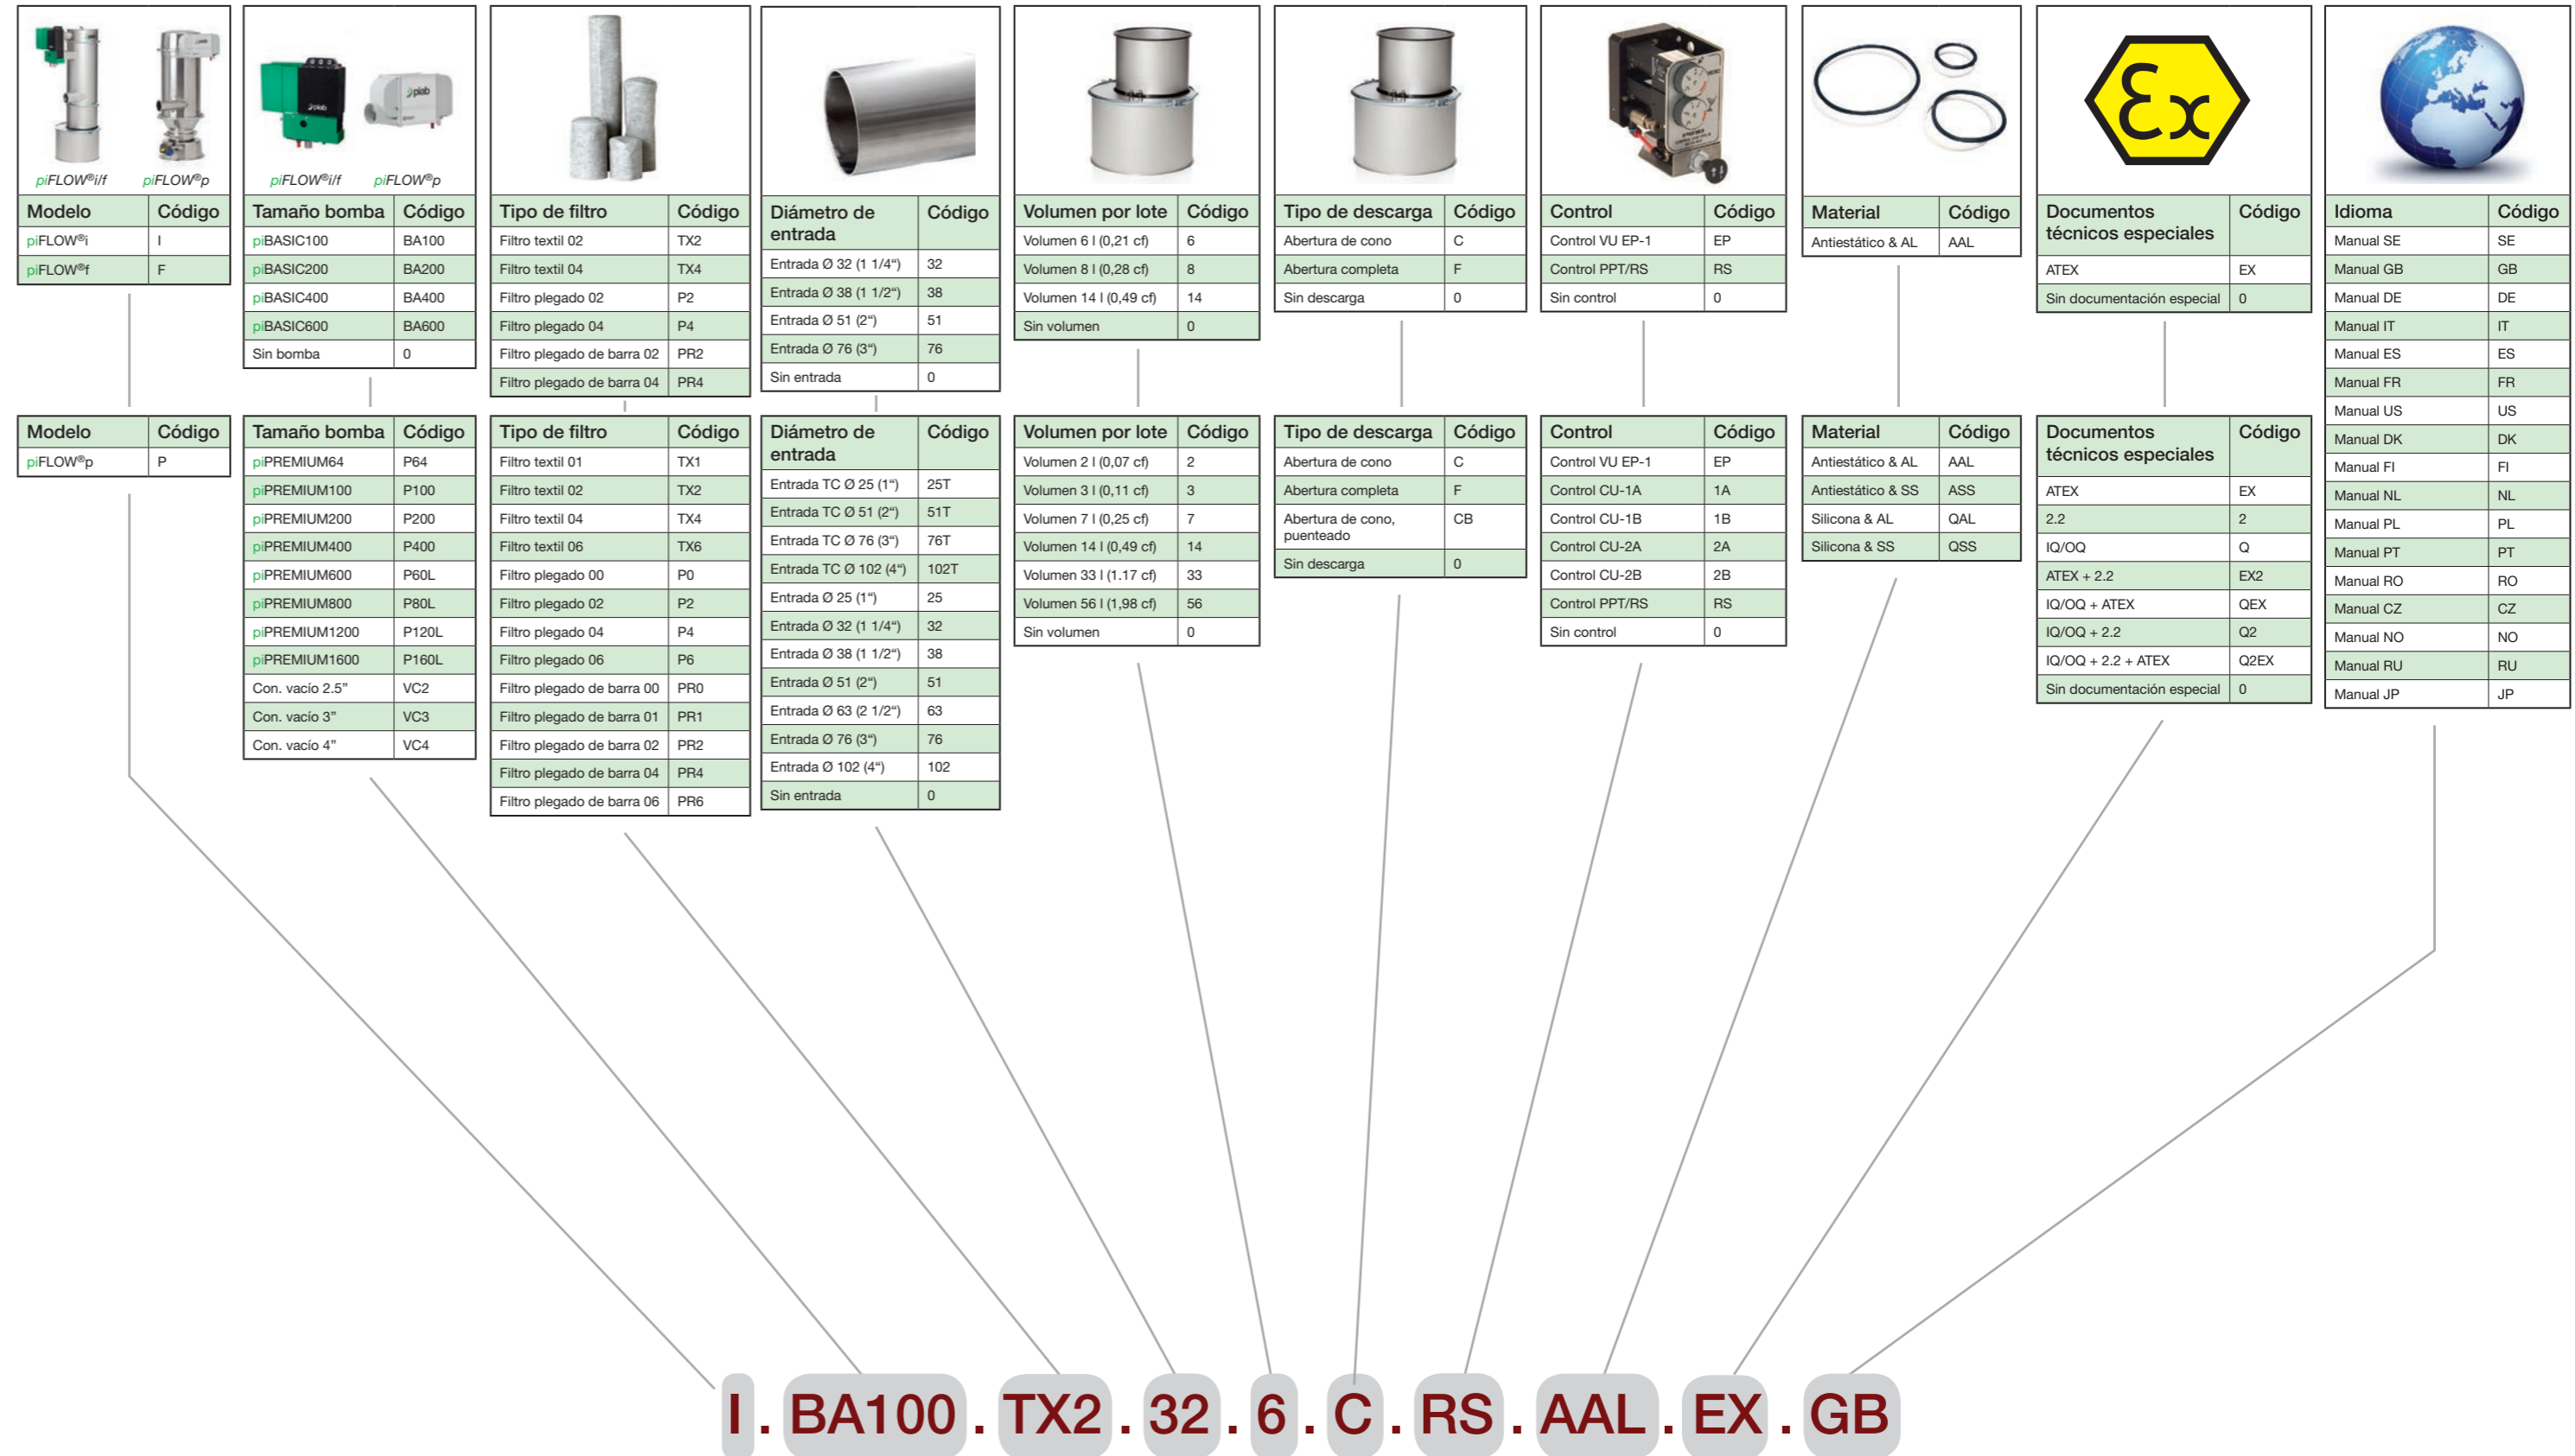 piFLOW®i/f piFLOW®p
Modelo Código
piFLOW®i I
piFLOW®f F
piab
piab
piFLOW®i/f piFLOW®p
Tamaño bomba Código
piBASIC100 BA100
piBASIC200 BA200
piBASIC400 BA400
piBASIC600 BA600
Sin bomba 0
Tipo de filtro Código
Filtro textil 02 TX2
Filtro textil 04 TX4
Filtro plegado 02 P2
Filtro plegado 04 P4
Filtro plegado de barra 02 PR2
Filtro plegado de barra 04 PR4
Diámetro de Código
entrada
Entrada Ø 32 (1 1/4“) 32
Entrada Ø 38 (1 1/2“) 38
Entrada Ø 51 (2“) 51
Entrada Ø 76 (3“) 76
Sin entrada 0
Volumen por lote Código
Volumen 6 l (0,21 cf) 6
Volumen 8 l (0,28 cf) 8
Volumen 14 l (0,49 cf) 14
Sin volumen 0
Tipo de descarga Código
Abertura de cono C
Abertura completa F
Sin descarga 0
Control Código
Control VU EP-1 EP
Control PPT/RS RS
Sin control 0
Material Código
Antiestático & AL AAL
Ex
Documentos Código
técnicos especiales
ATEX EX
Sin documentación especial 0
Idioma Código
Manual SE SE
Manual GB GB
Manual DE DE
Manual IT IT
Manual ES ES
Manual FR FR
Manual US US
Manual DK DK
Manual FI FI
Manual NL NL
Manual PL PL
Manual PT PT
Manual RO RO
Manual CZ CZ
Manual NO NO
Manual RU RU
Manual JP JP
Modelo Código
piFLOW®p P
Tamaño bomba Código
piPREMIUM64 P64
piPREMIUM100 P100
piPREMIUM200 P200
piPREMIUM400 P400
piPREMIUM600 P60L
piPREMIUM800 P80L
piPREMIUM1200 P120L
piPREMIUM1600 P160L
Con. vacío 2.5” VC2
Con. vacío 3” VC3
Con. vacío 4” VC4
Tipo de filtro Código
Filtro textil 01 TX1
Filtro textil 02 TX2
Filtro textil 04 TX4
Filtro textil 06 TX6
Filtro plegado 00 P0
Filtro plegado 02 P2
Filtro plegado 04 P4
Filtro plegado 06 P6
Filtro plegado de barra 00 PR0
Filtro plegado de barra 01 PR1
Filtro plegado de barra 02 PR2
Filtro plegado de barra 04 PR4
Filtro plegado de barra 06 PR6
Diámetro de Código
entrada
Entrada TC Ø 25 (1“) 25T
Entrada TC Ø 51 (2“) 51T
Entrada TC Ø 76 (3“) 76T
Entrada TC Ø 102 (4“) 102T
Entrada Ø 25 (1“) 25
Entrada Ø 32 (1 1/4“) 32
Entrada Ø 38 (1 1/2“) 38
Entrada Ø 51 (2“) 51
Entrada Ø 63 (2 1/2“) 63
Entrada Ø 76 (3“) 76
Entrada Ø 102 (4“) 102
Sin entrada 0
Volumen por lote Código
Volumen 2 l (0,07 cf) 2
Volumen 3 l (0,11 cf) 3
Volumen 7 l (0,25 cf) 7
Volumen 14 l (0,49 cf) 14
Volumen 33 l (1.17 cf) 33
Volumen 56 l (1,98 cf) 56
Sin volumen 0
Tipo de descarga Código
Abertura de cono C
Abertura completa F
Abertura de cono, CB
puenteado
Sin descarga 0
Control Código
Control VU EP-1 EP
Control CU-1A 1A
Control CU-1B 1B
Control CU-2A 2A
Control CU-2B 2B
Control PPT/RS RS
Sin control 0
Material Código
Antiestático & AL AAL
Antiestático & SS ASS
Silicona & AL QAL
Silicona & SS QSS
Documentos Código
técnicos especiales
ATEX EX
2.2 2
IQ/OQ Q
ATEX + 2.2 EX2
IQ/OQ + ATEX QEX
IQ/OQ + 2.2 Q2
IQ/OQ + 2.2 + ATEX Q2EX
Sin documentación especial 0
I . BA100 . TX2 . 32 . 6 . C . RS . AAL . EX . GB